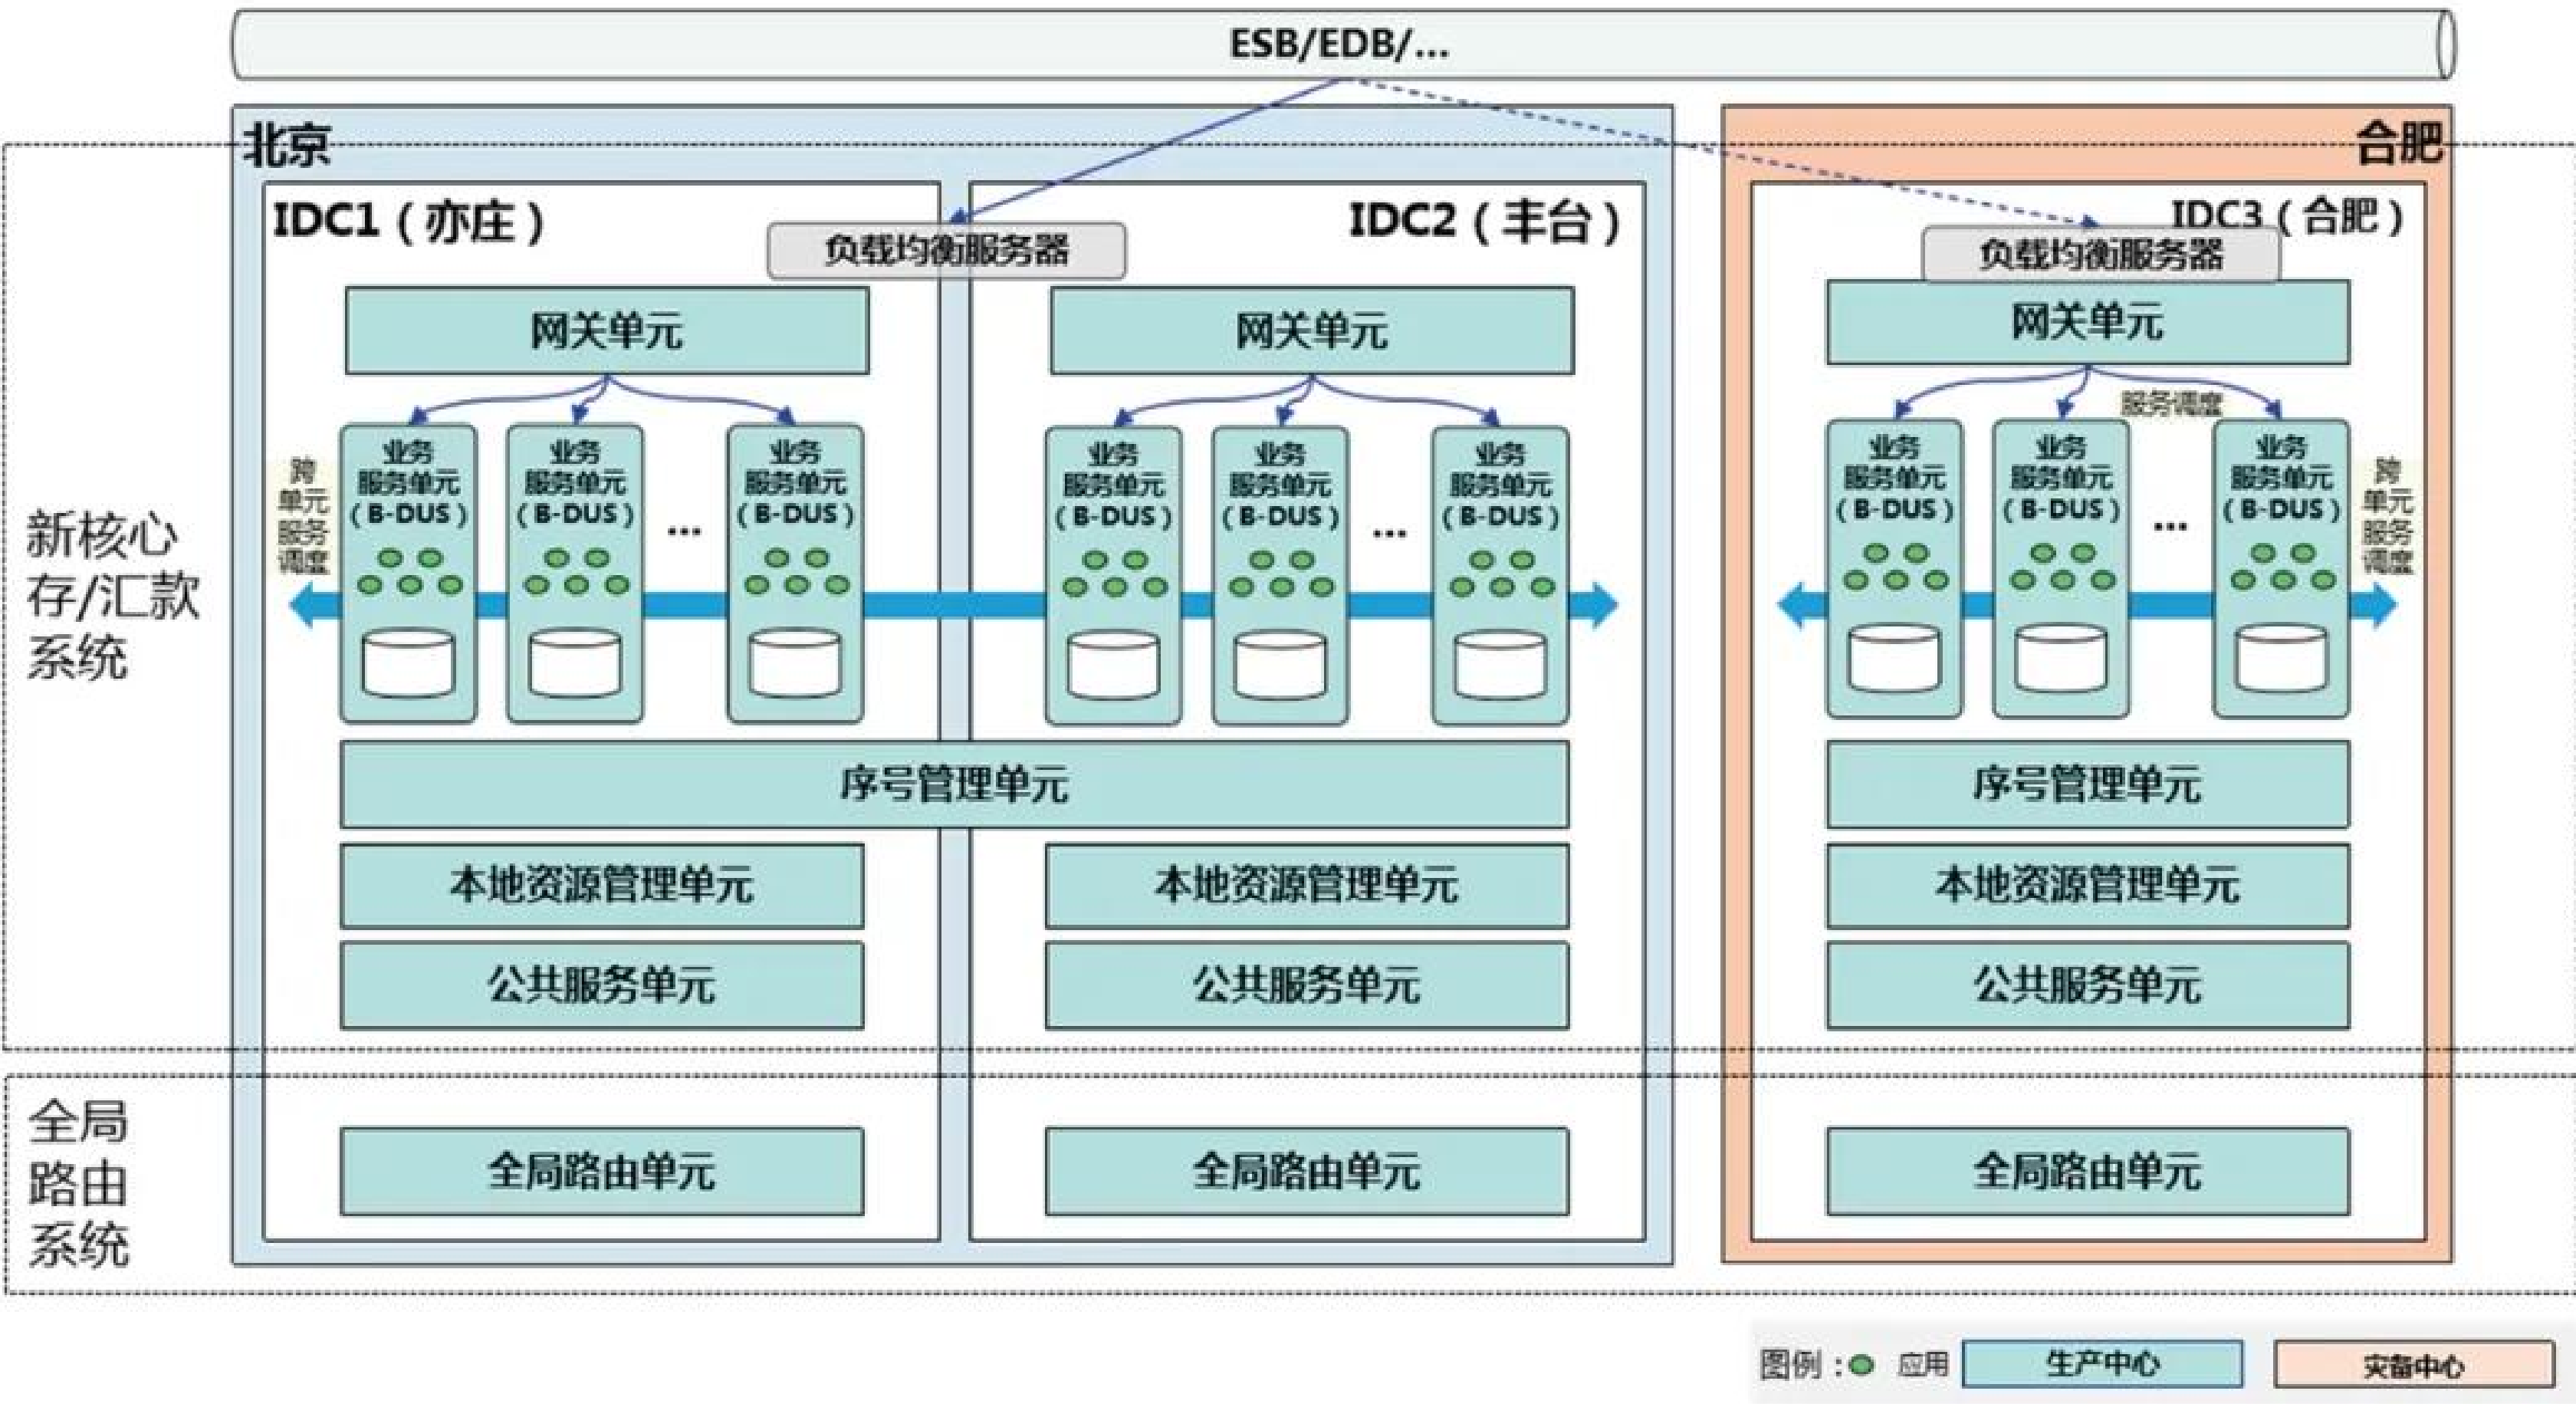 ESB/EDB/...
北京
合肥
IDC1（亦庄）
IDC2（丰台）
IDC3（合肥）
负载均衡服务器
负载均衡服务器
网关单元
网关单元
网关单元
服务调度
跨
单元
服务
调度
业务
服务单元
（B-DUS）
业务
服务单元
（B-DUS）
...
业务
服务单元
（B-DUS）
业务
服务单元
（B-DUS）
业务
服务单元
（B-DUS）
...
业务
服务单元
（B-DUS）
业务
服务单元
（B-DUS）
业务
服务单元
（B-DUS）
...
业务
服务单元
（B-DUS）
跨
单元
服务
调度
新核心
存/汇款
系统
序号管理单元
序号管理单元
本地资源管理单元
本地资源管理单元
本地资源管理单元
公共服务单元
公共服务单元
公共服务单元
全局
路由
系统
全局路由单元
全局路由单元
全局路由单元
图例：
应用
生产中心
灾备中心